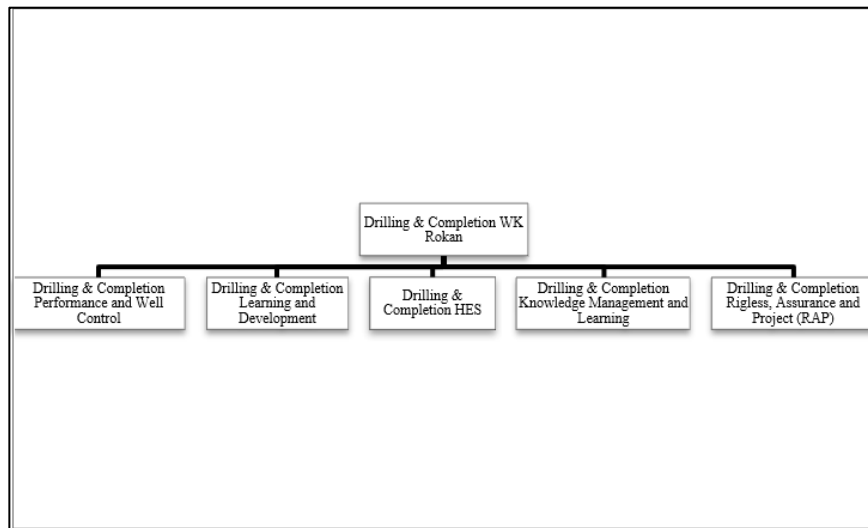 Drilling & Completion WK
Rokan
Drilling & Completion
Performance and Well
Control
Drilling & Completion
Learning and
Development
Drilling &
Completion HES
Drilling & Completion
Knowledge Management and
Learning
Drilling & Completion
Rigless, Assurance and
Project (RAP)